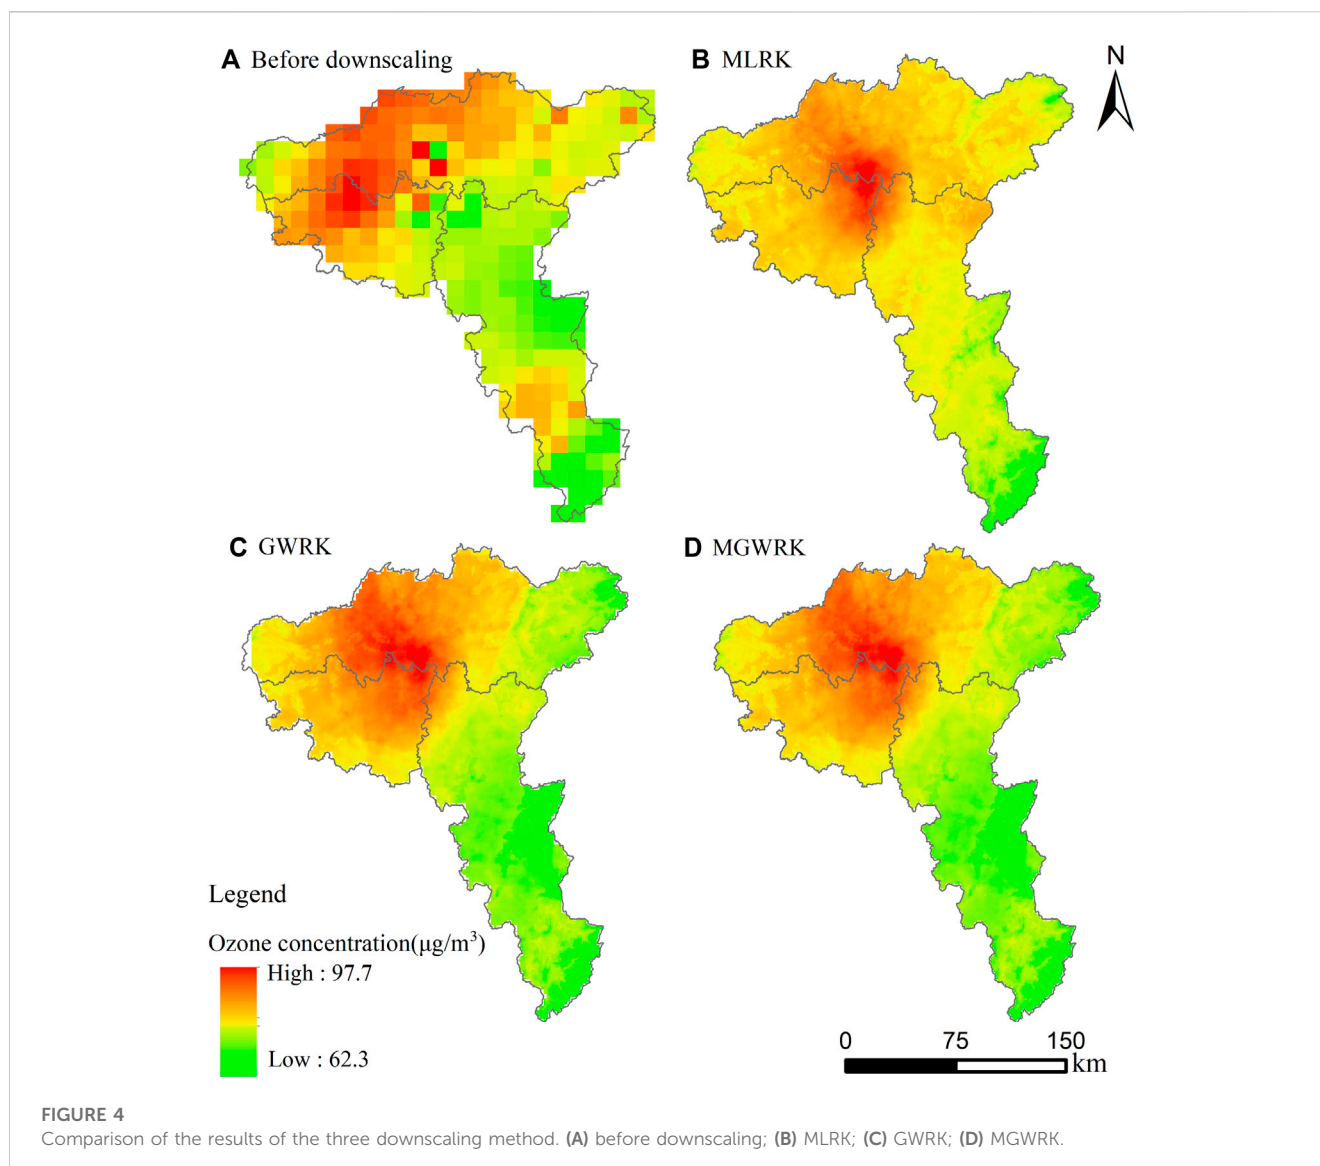 A Before downscaling
B MLRK
N
C GWRK
D MGWRK
Legend
Ozone concentration(μg/m³)
High : 97.7
Low : 62.3
0 75 150
km
FIGURE 4
Comparison of the results of the three downscaling method. (A) before downscaling; (B) MLRK; (C) GWRK; (D) MGWRK.